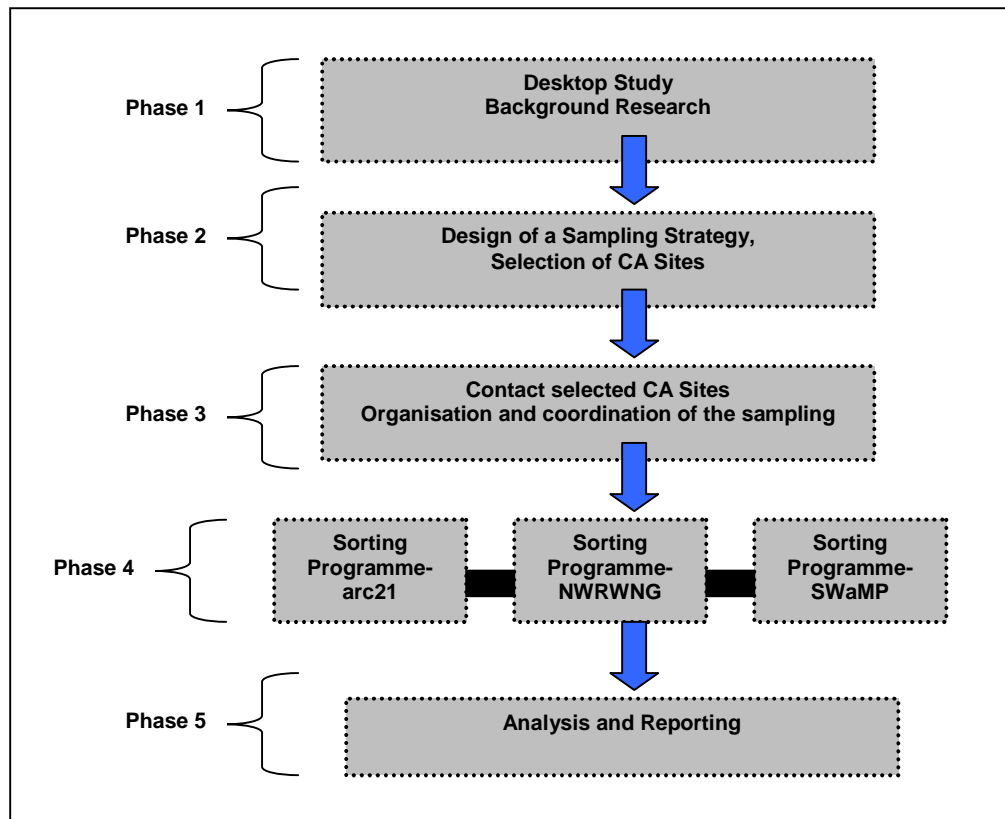 Phase 1
Desktop Study
Background Research
Phase 2
Design of a Sampling Strategy,
Selection of CA Sites
Phase 3
Contact selected CA Sites
Organisation and coordination of the sampling
Phase 4
Sorting
Programme-
arc21
Sorting
Programme-
NWRWNG
Sorting
Programme-
SWaMP
Phase 5
Analysis and Reporting